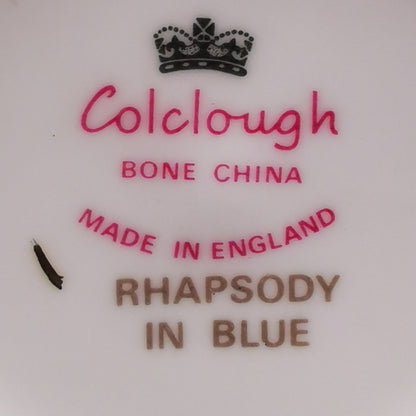 Colclough
BONE CHINA
MADE IN ENGLAND
RHAPSODY
IN BLUE